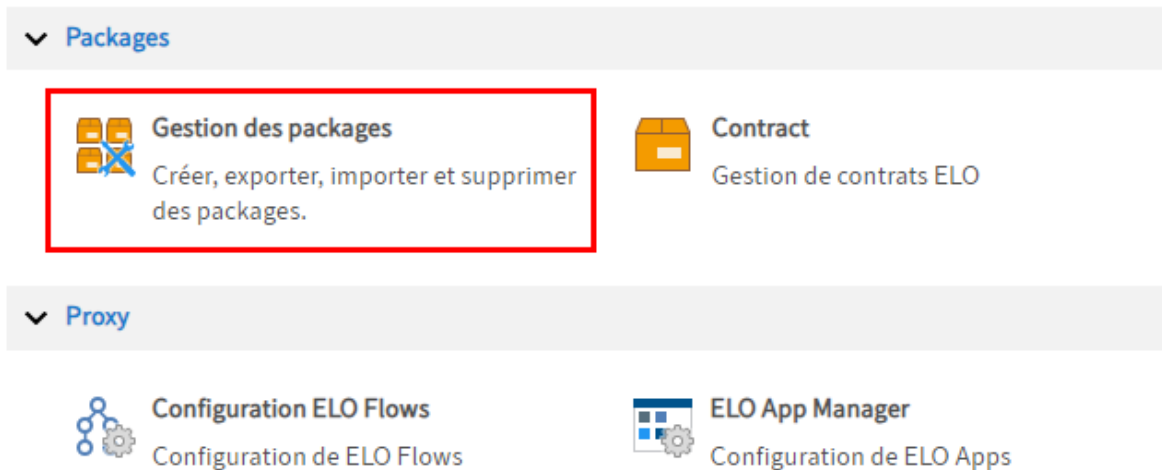 Packages
Gestion des packages
Créer, exporter, importer et supprimer
des packages.
Contract
Gestion de contrats ELO
Proxy
Configuration ELO Flows
Configuration de ELO Flows
ELO App Manager
Configuration de ELO Apps